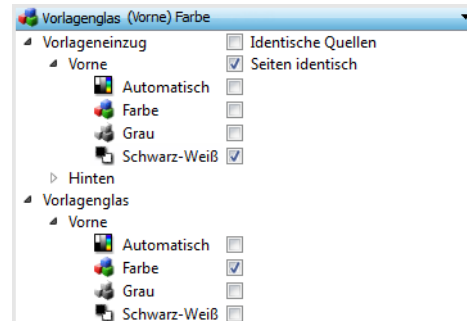 Vorlagenglas (Vorne) Farbe
Vorlageneinzug Identische Quellen
Vorne Seiten identisch
Automatisch
Farbe
Grau
Schwarz-Weiß
Hinten
Vorlagenglas
Vorne
Automatisch
Farbe
Grau
Schwarz-Weiß